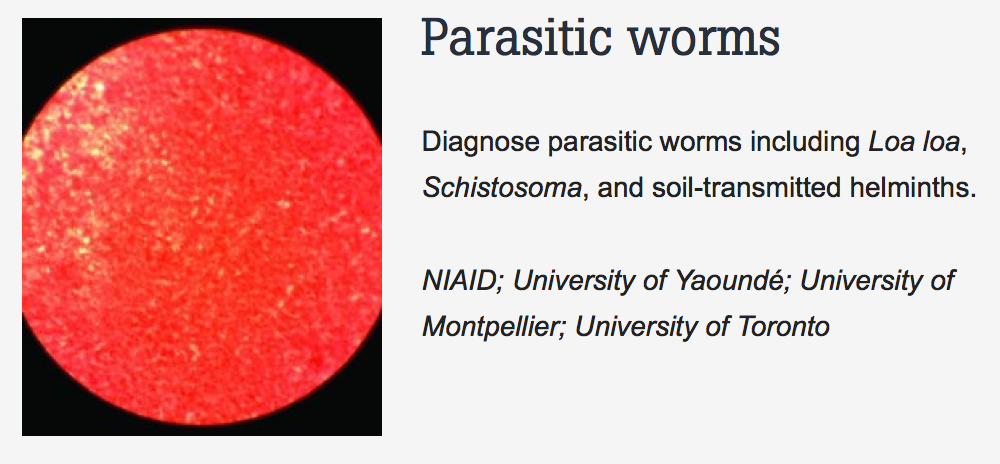 Parasitic worms
Diagnose parasitic worms including Loa loa,
Schistosoma, and soil-transmitted helminths.
NIAID; University of Yaoundé; University of
Montpellier; University of Toronto